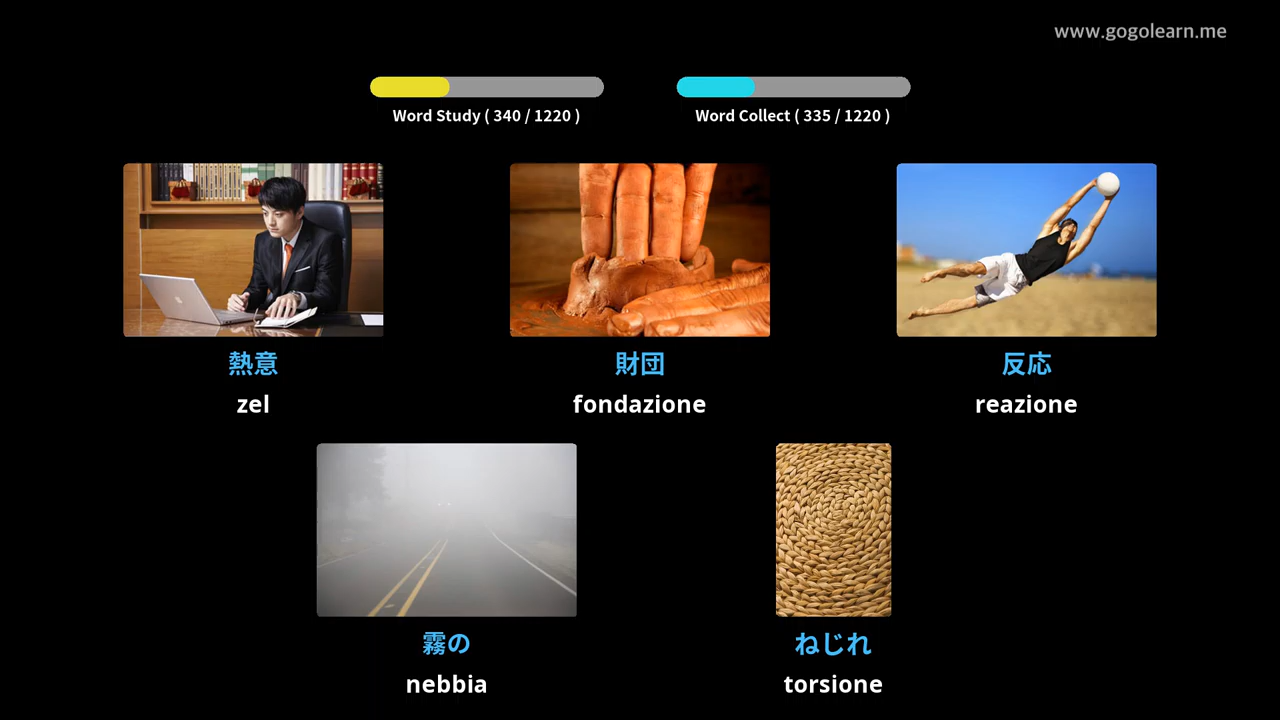 www.gogolearn.me
Word Study ( 340 / 1220 )
Word Collect ( 335 / 1220 )
熱意
財団
反応
zel
fondazione
reazione
霧の
ねじれ
nebbia
torsione